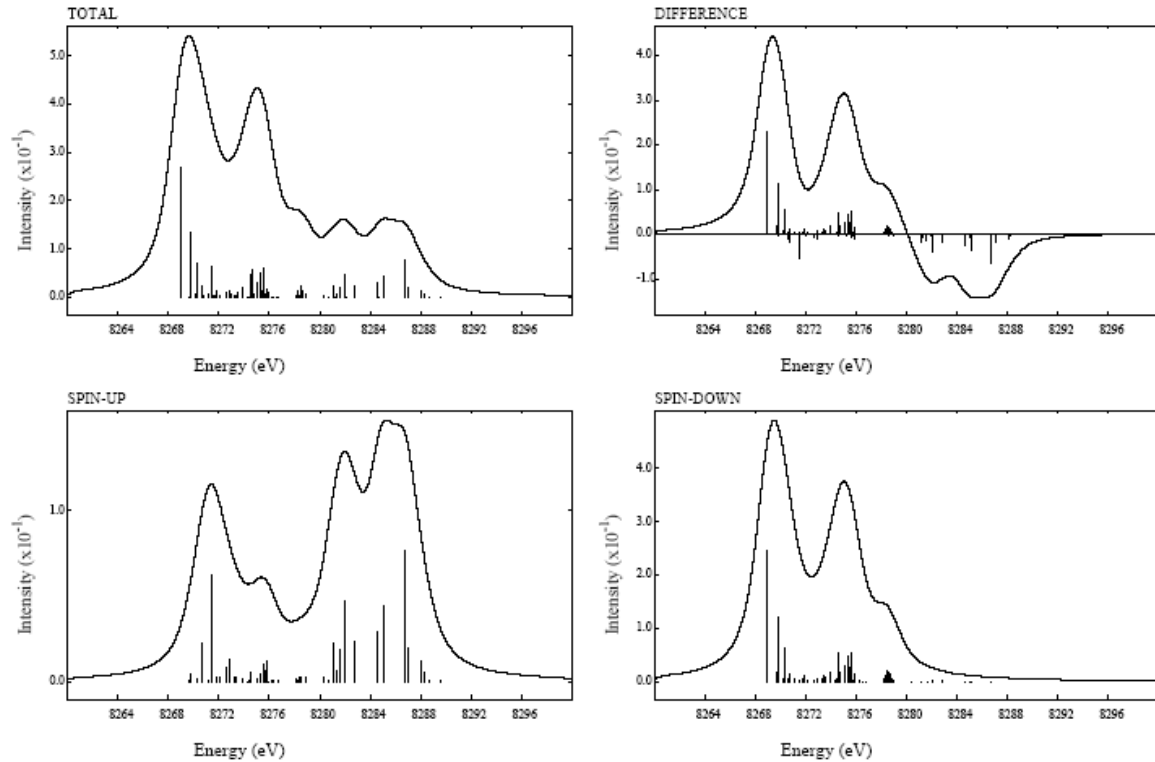 TOTAL
Intensity (x10^-1)
5.0
4.0
3.0
2.0
1.0
0.0
8264 8268 8272 8276 8280 8284 8288 8292 8296
Energy (eV)
DIFFERENCE
Intensity (x10^-1)
4.0
3.0
2.0
1.0
0.0
-1.0
8264 8268 8272 8276 8280 8284 8288 8292 8296
Energy (eV)
SPIN-UP
Intensity (x10^-1)
1.0
0.0
8264 8268 8272 8276 8280 8284 8288 8292 8296
Energy (eV)
SPIN-DOWN
Intensity (x10^-1)
4.0
3.0
2.0
1.0
0.0
8264 8268 8272 8276 8280 8284 8288 8292 8296
Energy (eV)